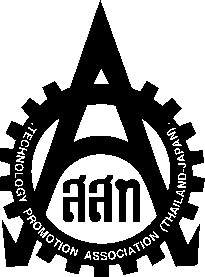 สสท
.TECHNOLOGY PROMOTION ASSOCIATION (THAILAND-JAPAN).